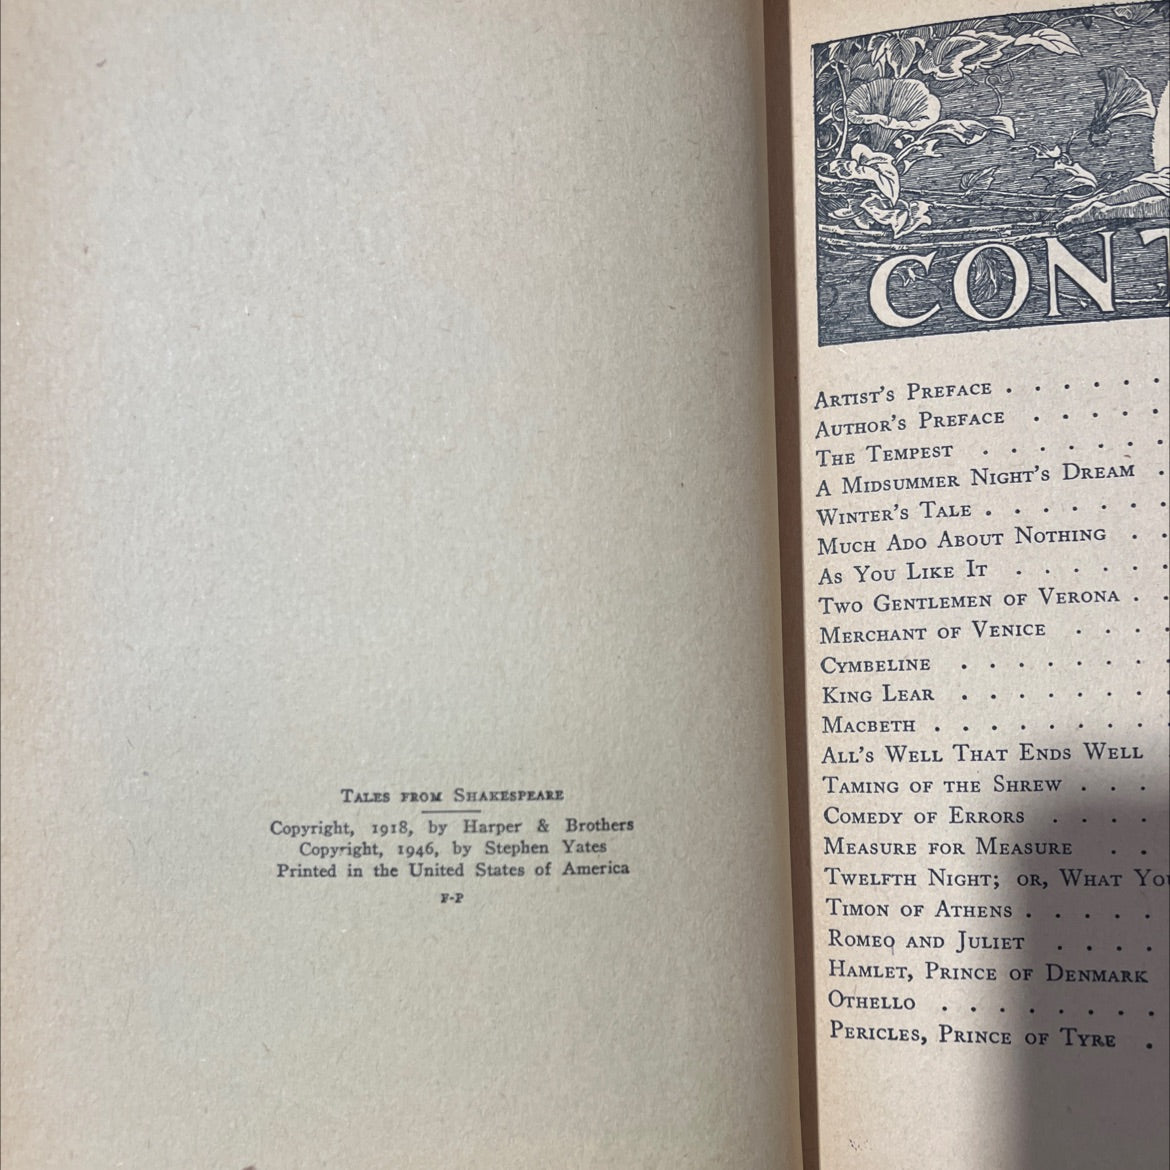 TALES FROM SHAKESPEARE
Copyright, 1918, by Harper & Brothers
Copyright, 1946, by Stephen Yates
Printed in the United States of America
F-P
CONT
ARTIST'S PREFACE . . . . . .
AUTHOR'S PREFACE . . . . .
THE TEMPEST . . . . . . .
A MIDSUMMER NIGHT'S DREAM .
WINTER'S TALE . . . . . . .
MUCH ADO ABOUT NOTHING . .
AS YOU LIKE IT . . . . . .
TWO GENTLEMEN OF VERONA . .
MERCHANT OF VENICE . . . .
CYMBELINE . . . . . . . .
KING LEAR . . . . . . . .
MACBETH . . . . . . . . .
ALL'S WELL THAT ENDS WELL
TAMING OF THE SHREW . . .
COMEDY OF ERRORS . . . .
MEASURE FOR MEASURE . .
TWELFTH NIGHT; OR, WHAT YOU
TIMON OF ATHENS . . . . .
ROMEO AND JULIET . . . .
HAMLET, PRINCE OF DENMARK
OTHELLO . . . . . . . .
PERICLES, PRINCE OF TYRE .